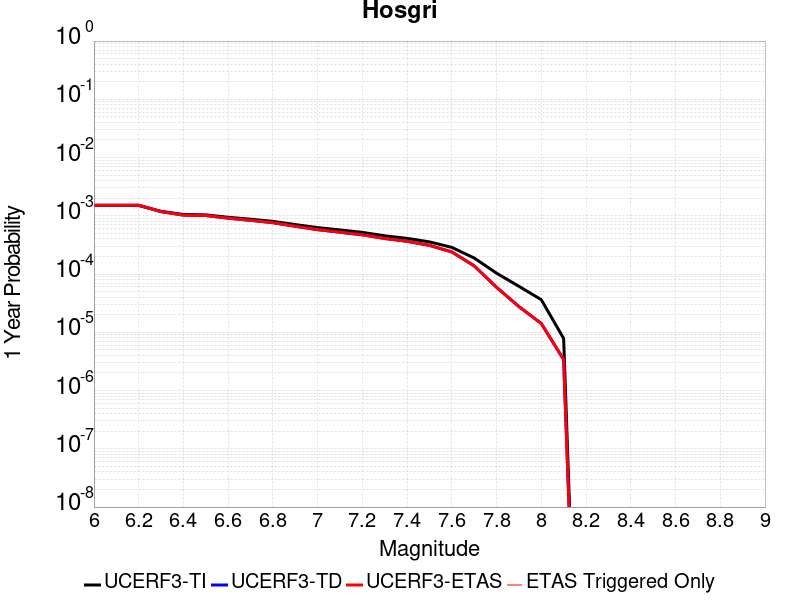 Hosgri
10^0
10^-1
10^-2
10^-3
10^-4
10^-5
10^-6
10^-7
10^-8
1 Year Probability
6 6.2 6.4 6.6 6.8 7 7.2 7.4 7.6 7.8 8 8.2 8.4 8.6 8.8 9
Magnitude
UCERF3-TI UCERF3-TD UCERF3-ETAS ETAS Triggered Only